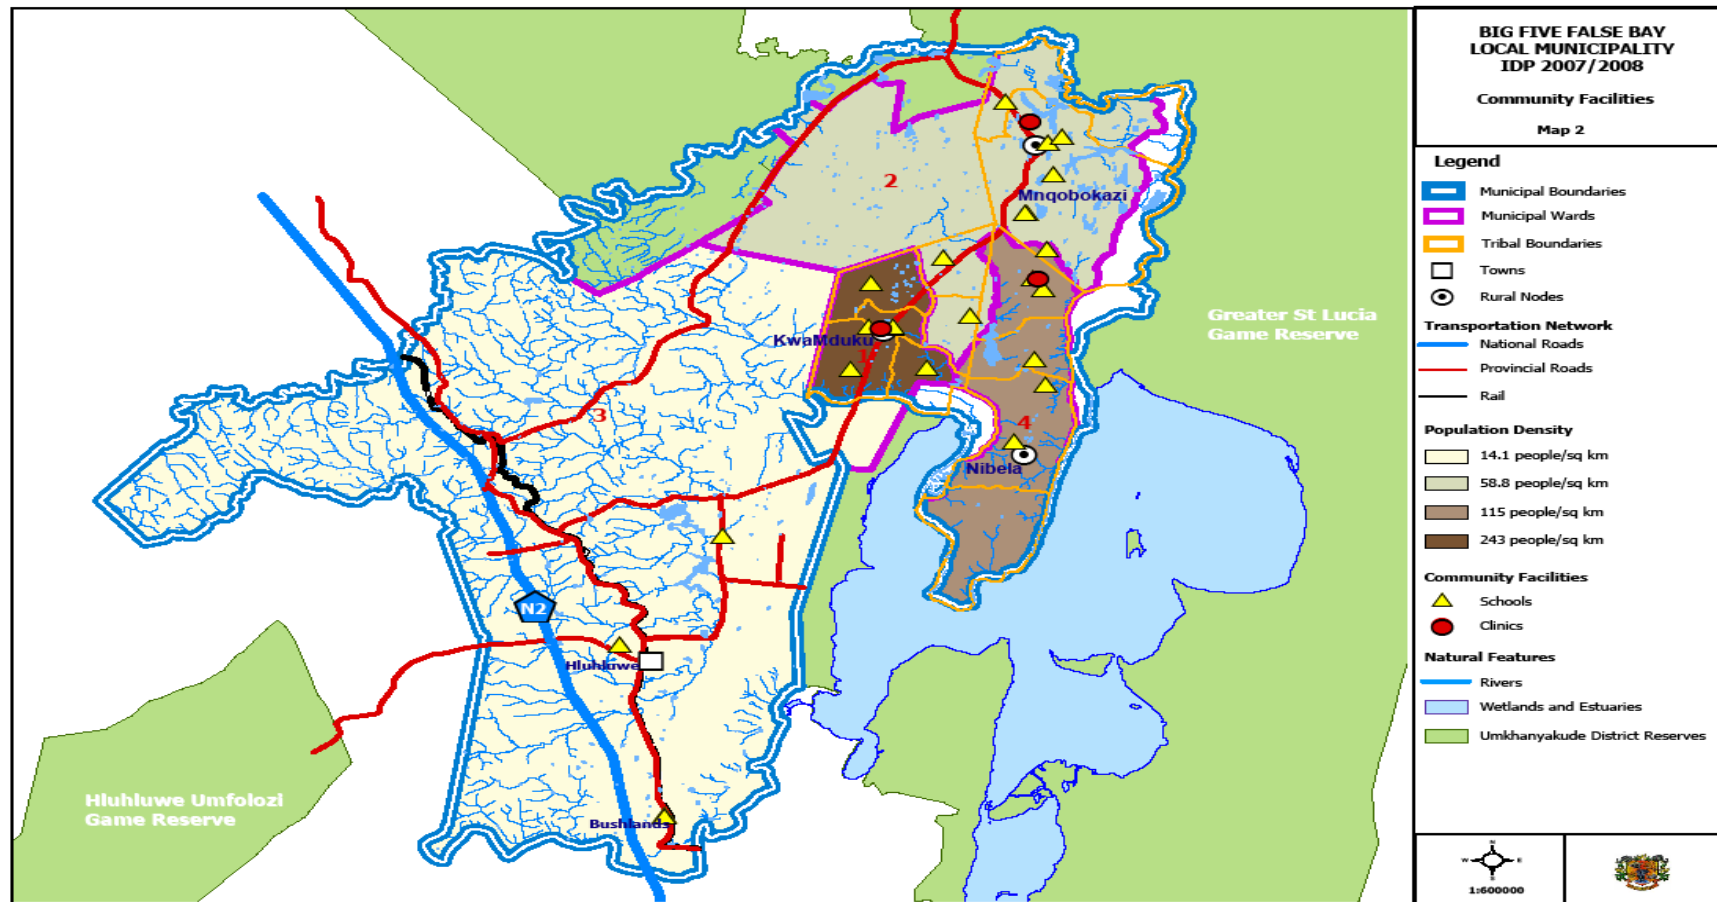 BIG FIVE FALSE BAY
LOCAL MUNICIPALITY
IDP 2007/2008
Community Facilities
Map 2
Legend
Municipal Boundaries
Municipal Wards
Tribal Boundaries
Towns
Rural Nodes
Transportation Network
National Roads
Provincial Roads
Rail
Population Density
14.1 people/sq km
58.8 people/sq km
115 people/sq km
243 people/sq km
Community Facilities
Schools
Clinics
Natural Features
Rivers
Wetlands and Estuaries
Umkhanyakude District Reserves
N
W E
S
1:600000
2
Mnqobokazi
Greater St Lucia
Game Reserve
KwaMduku
1
3
4
Nibela
N2
Hluhluwe
Hluhluwe Umfolozi
Game Reserve
Bushlands